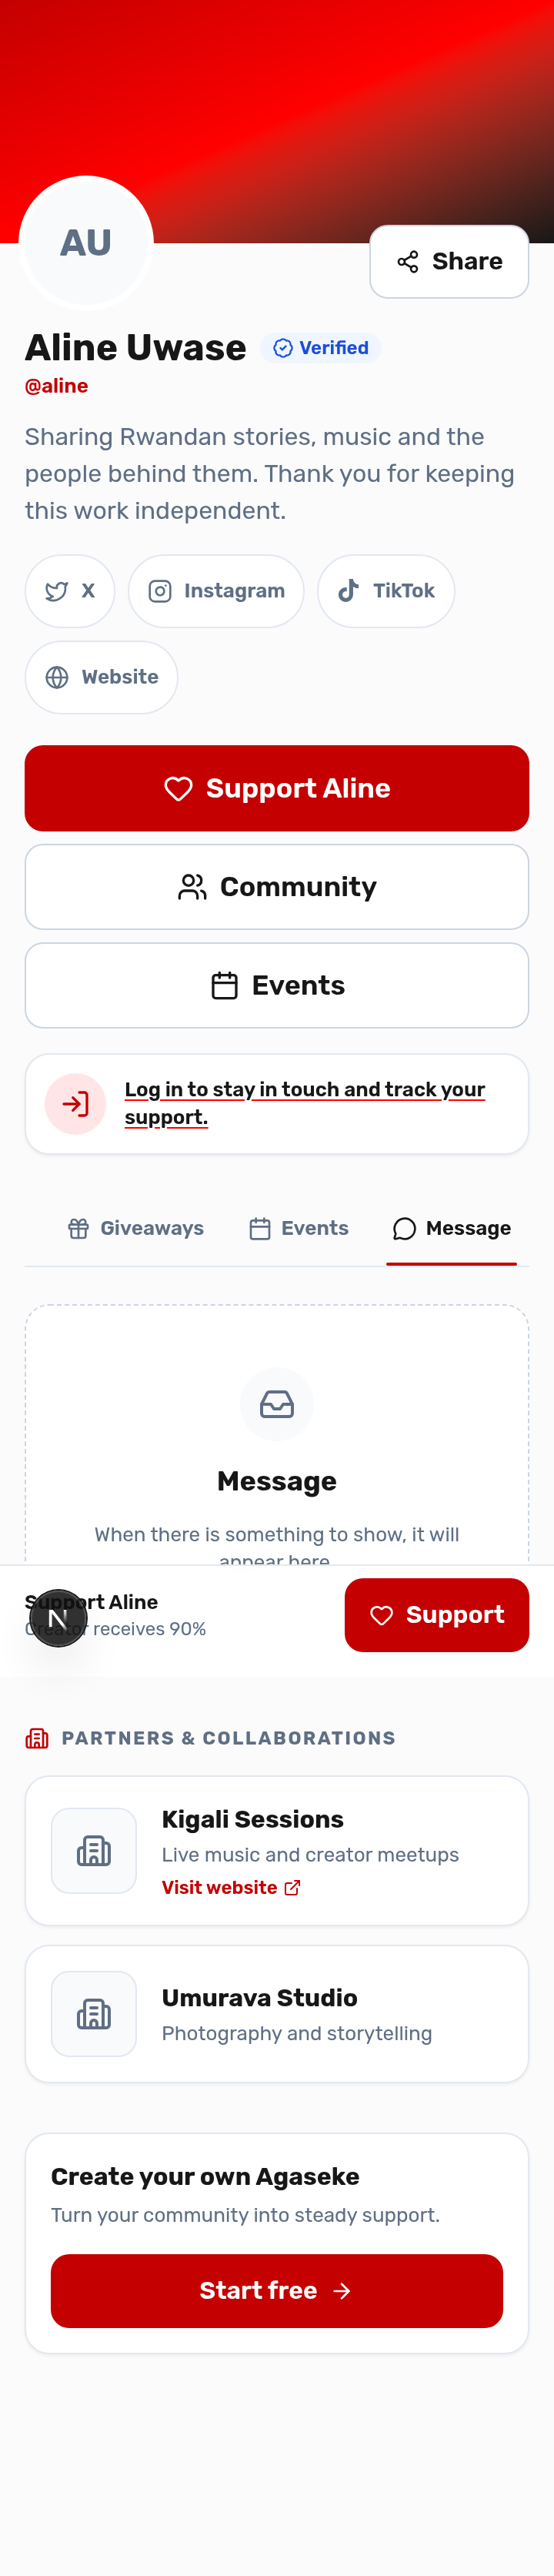 AU
Share
Aline Uwase
Verified
@aline
Sharing Rwandan stories, music and the
people behind them. Thank you for keeping
this work independent.
X
Instagram
TikTok
Website
Support Aline
Community
Events
Log in to stay in touch and track your
support.
Giveaways
Events
Message
Message
When there is something to show, it will
appear here
Support Aline
Creator receives 90%
N
Support
PARTNERS & COLLABORATIONS
Kigali Sessions
Live music and creator meetups
Visit website
Umurava Studio
Photography and storytelling
Create your own Agaseke
Turn your community into steady support.
Start free